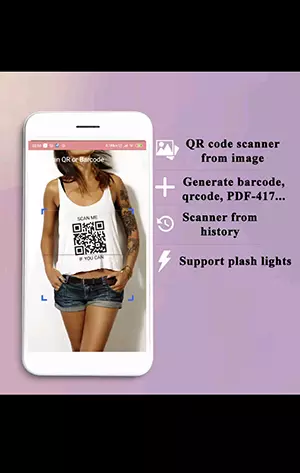 n QR or Barcode
SCAN ME
IF YOU CAN
QR code scanner
from image
Generate barcode,
qrcode, PDF-417...
Scanner from
history
Support plash lights